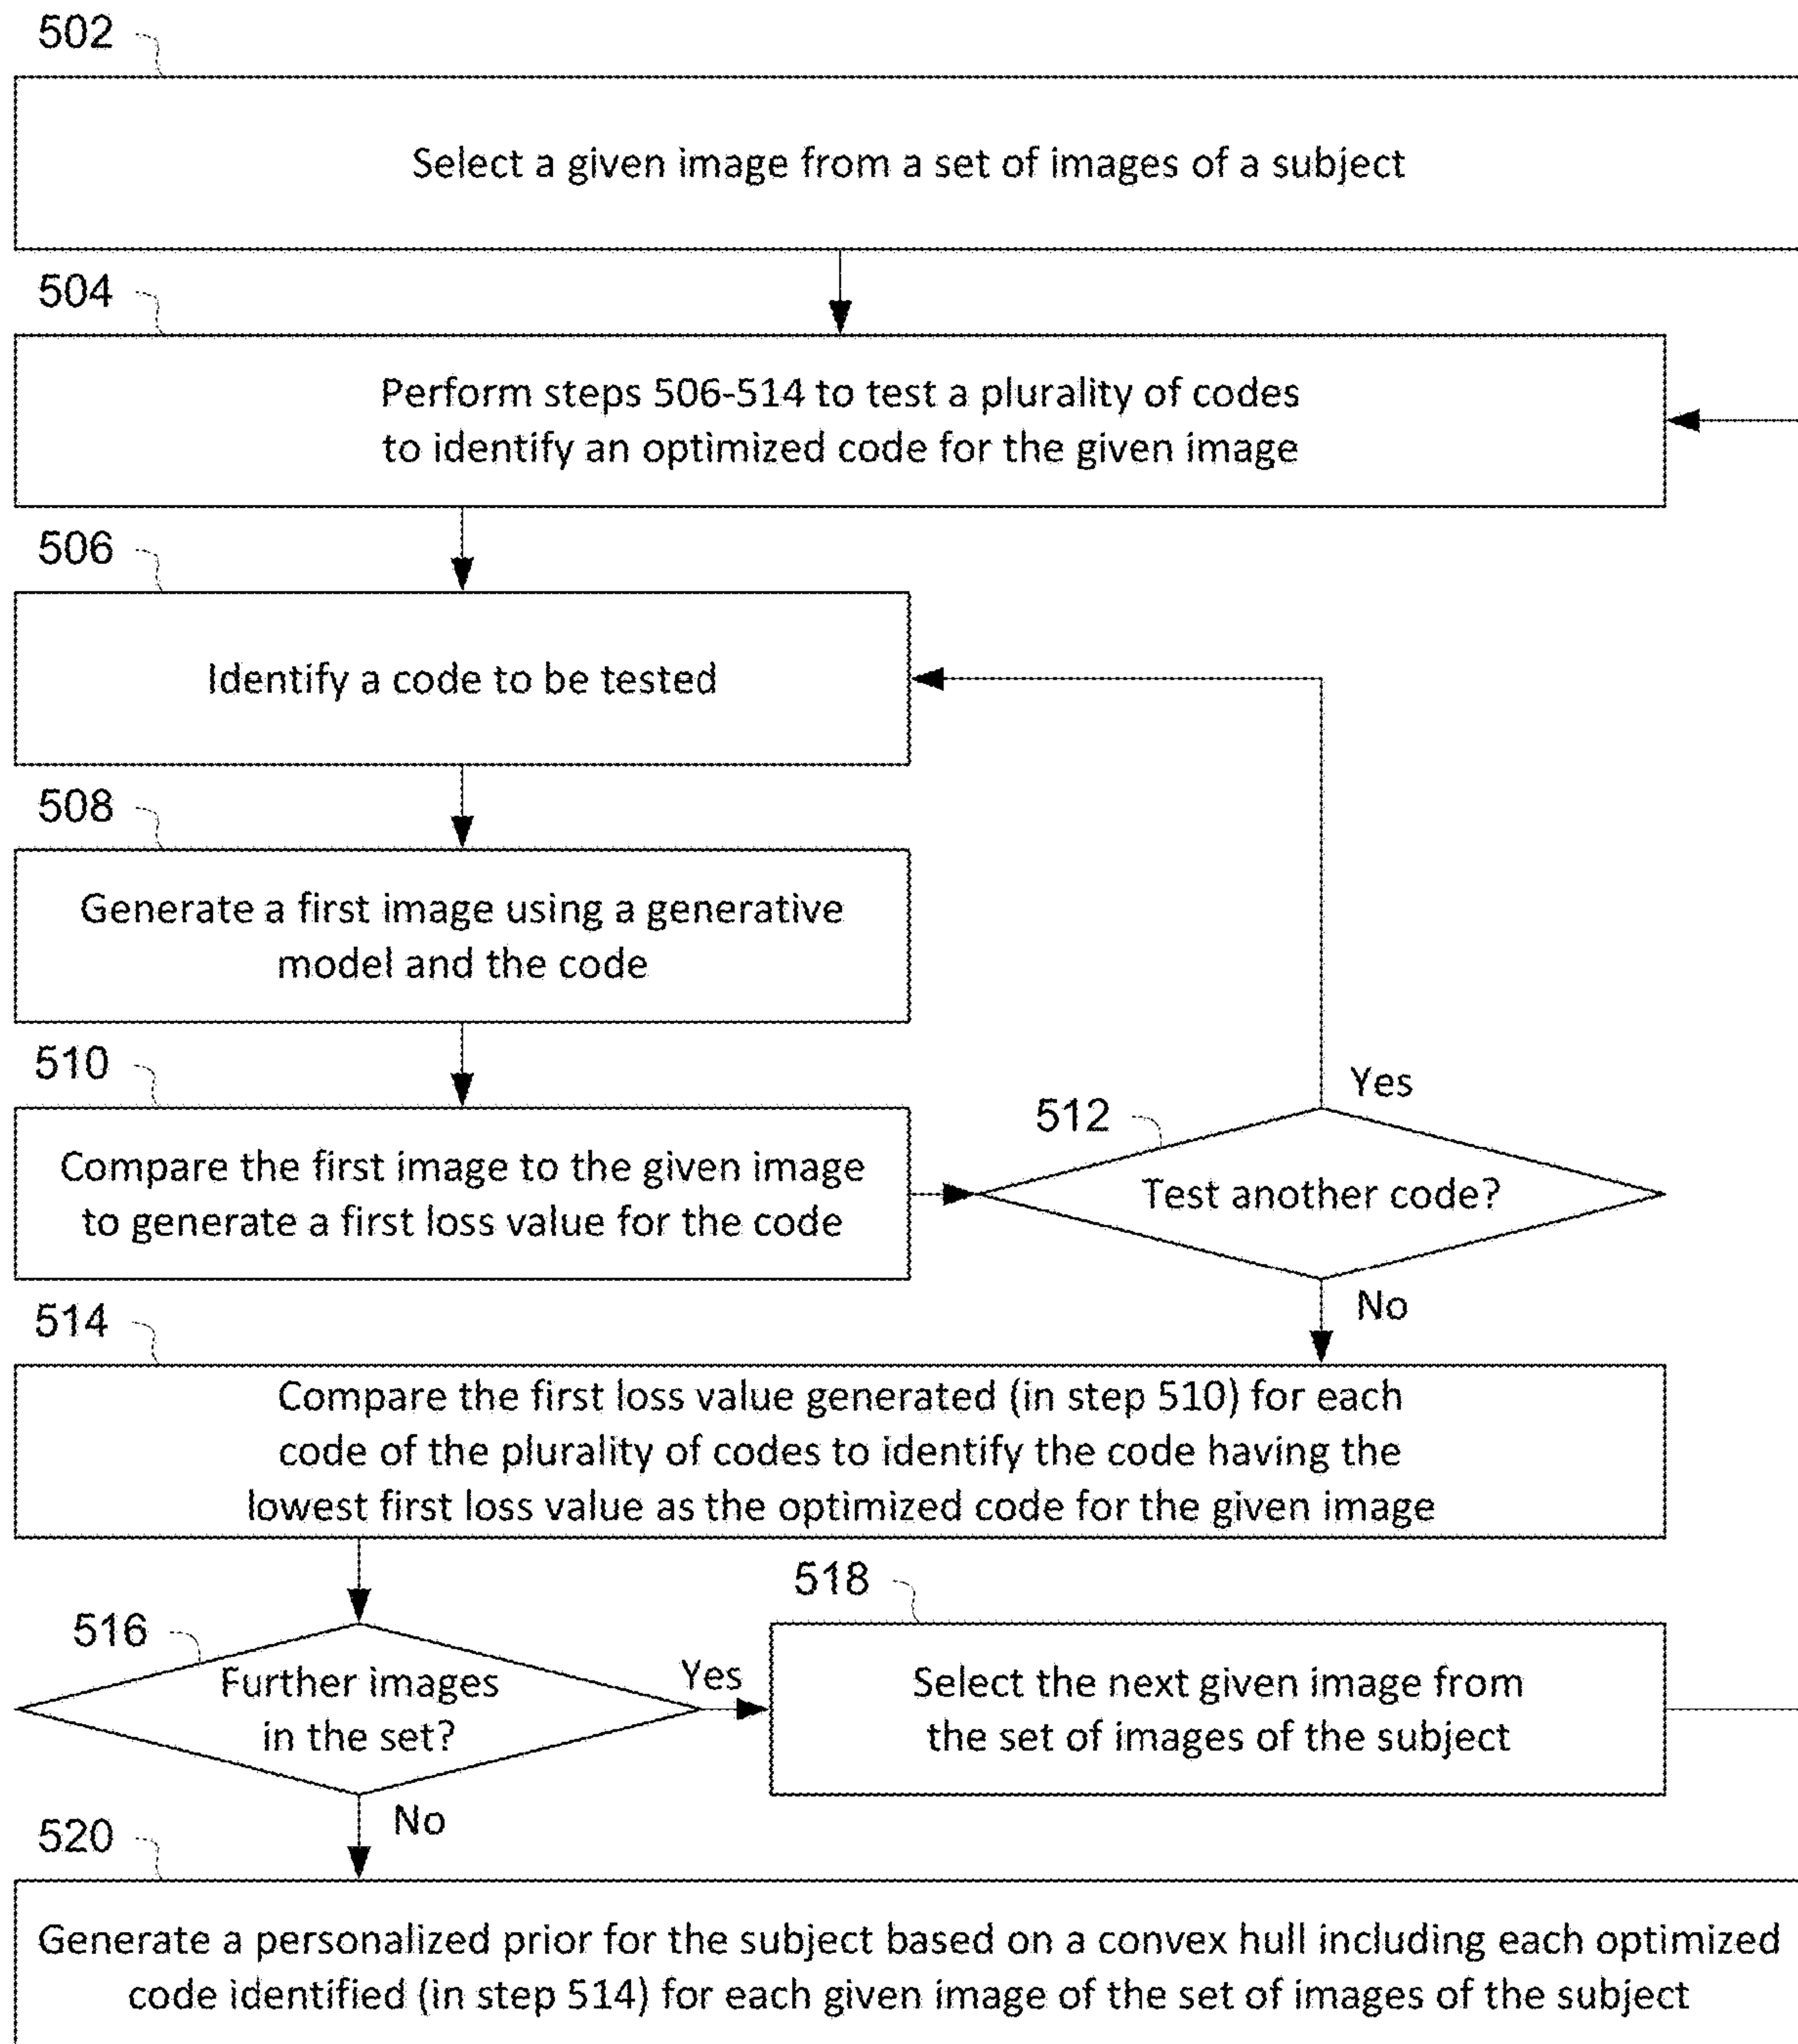 502
Select a given image from a set of images of a subject
504
Perform steps 506-514 to test a plurality of codes
to identify an optimized code for the given image
506
Identify a code to be tested
508
Generate a first image using a generative
model and the code
510
Compare the first image to the given image
to generate a first loss value for the code
512
Test another code?
Yes
No
514
Compare the first loss value generated (in step 510) for each
code of the plurality of codes to identify the code having the
lowest first loss value as the optimized code for the given image
516
Further images
in the set?
Yes
No
518
Select the next given image from
the set of images of the subject
520
Generate a personalized prior for the subject based on a convex hull including each optimized
code identified (in step 514) for each given image of the set of images of the subject